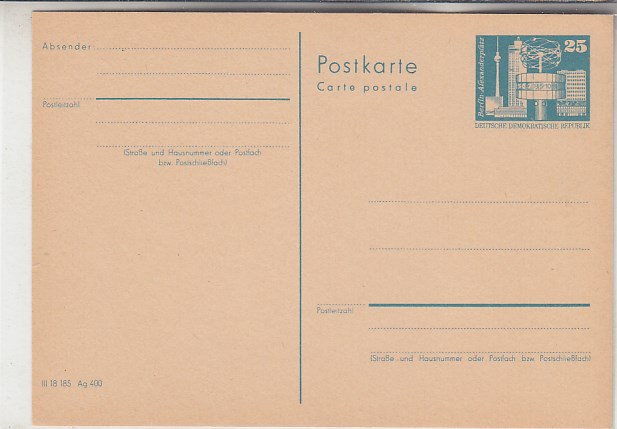 Absender
Postleitzahl
(Straße und Hausnummer oder Postfach
bzw. Postschließfach)
III 18 185 Ag 400
Postkarte
Carte postale
Berlin-Alexanderplatz
25
DEUTSCHE DEMOKRATISCHE REPUBLIK
Postleitzahl
(Straße und Hausnummer oder Postfach bzw. Postschließfach)